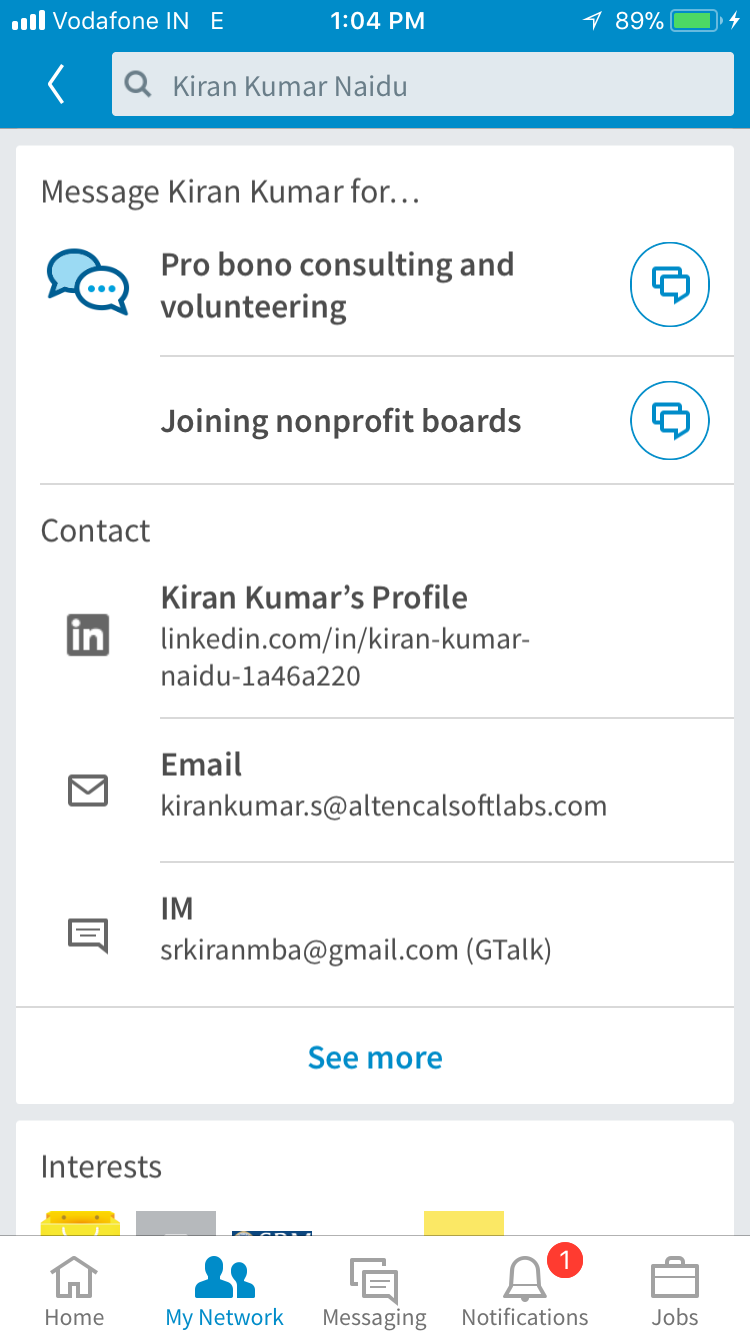 Vodafone IN E 1:04 PM 89%
Kiran Kumar Naidu
Message Kiran Kumar for...
Pro bono consulting and
volunteering
Joining nonprofit boards
Contact
Kiran Kumar’s Profile
linkedin.com/in/kiran-kumar-
naidu-1a46a220
in
Email
kirankumar.s@altencalsoftlabs.com
IM
srkiranmba@gmail.com (GTalk)
See more
Interests
1
Home My Network Messaging Notifications Jobs